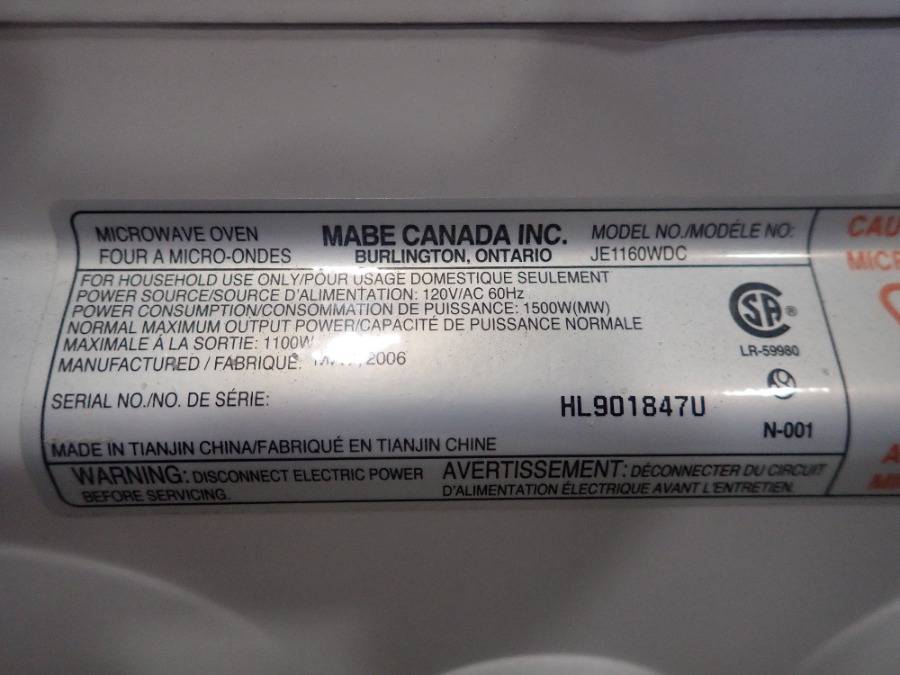 MICROWAVE OVEN
FOUR A MICRO-ONDES
MABE CANADA INC.
BURLINGTON, ONTARIO
MODEL NO./MODÉLE NO:
JE1160WDC
FOR HOUSEHOLD USE ONLY/POUR USAGE DOMESTIQUE SEULEMENT
POWER SOURCE/SOURCE D'ALIMENTATION: 120V/AC 60Hz
POWER CONSUMPTION/CONSOMMATION DE PUISSANCE: 1500W(MW)
NORMAL MAXIMUM OUTPUT POWER/CAPACITÉ DE PUISSANCE NORMALE
MAXIMALE Á LA SORTIE: 1100W
MANUFACTURED / FABRIQUÉ: 2006
SERIAL NO./NO. DE SÉRIE:
HL901847U
MADE IN TIANJIN CHINA/FABRIQUÉ EN TIANJIN CHINE
SA®
LR-59980
N-001
WARNING: DISCONNECT ELECTRIC POWER
BEFORE SERVICING.
AVERTISSEMENT: DÉCONNECTER DU CIRCUIT
D'ALIMENTATION ÉLECTRIQUE AVANT L'ENTRETIEN.
CAU
MICR